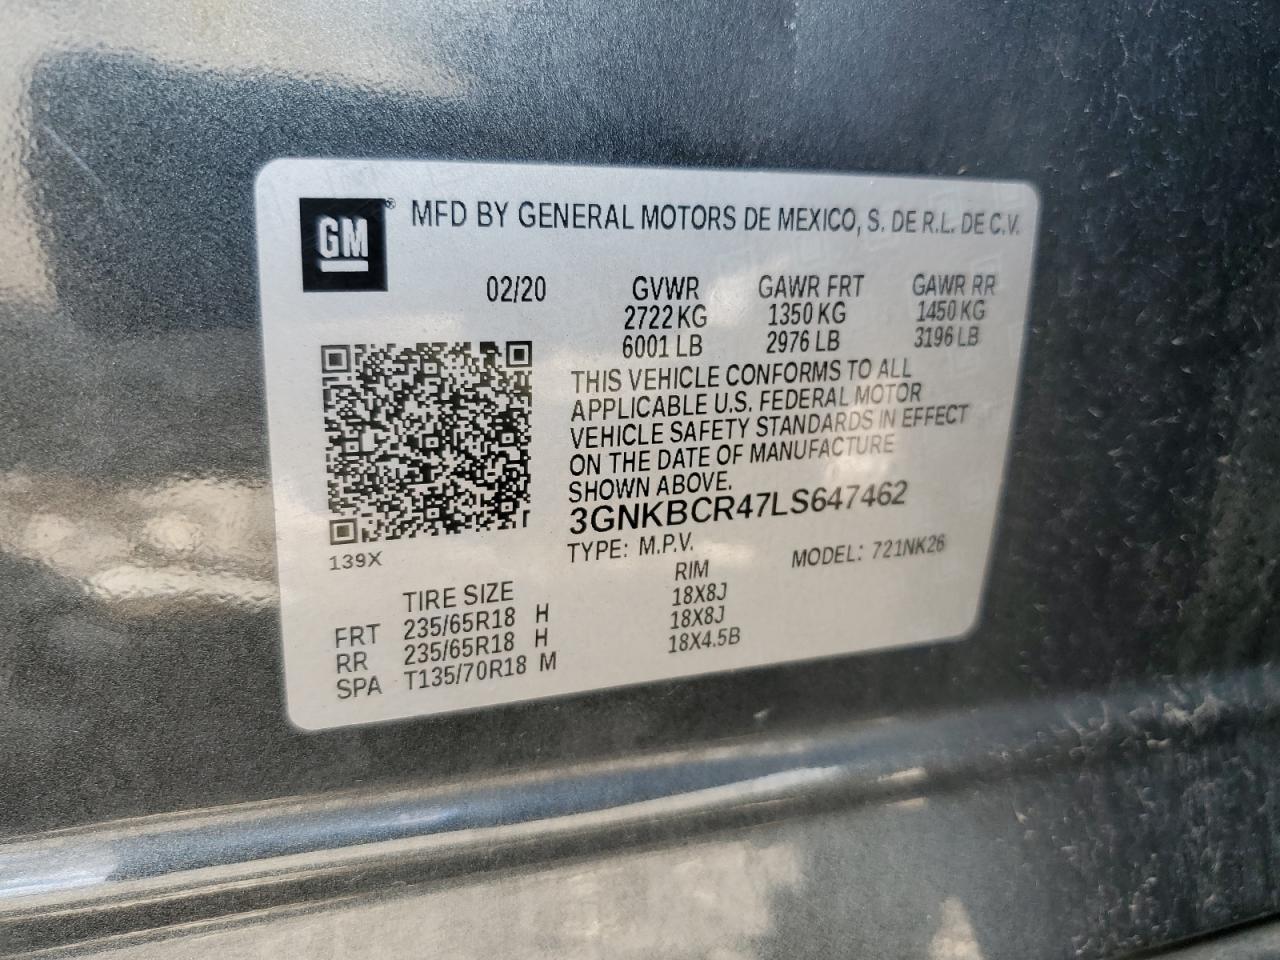 GM® MFD BY GENERAL MOTORS DE MEXICO, S. DE R.L. DE C.V.
02/20 GVWR GAWR FRT GAWR RR
2722 KG 1350 KG 1450 KG
6001 LB 2976 LB 3196 LB
THIS VEHICLE CONFORMS TO ALL
APPLICABLE U.S. FEDERAL MOTOR
VEHICLE SAFETY STANDARDS IN EFFECT
ON THE DATE OF MANUFACTURE
SHOWN ABOVE.
3GNKBCR47LS647462
139X TYPE: M.P.V. MODEL: 721NK26
TIRE SIZE RIM
FRT 235/65R18 H 18X8J
RR 235/65R18 H 18X8J
SPA T135/70R18 M 18X4.5B